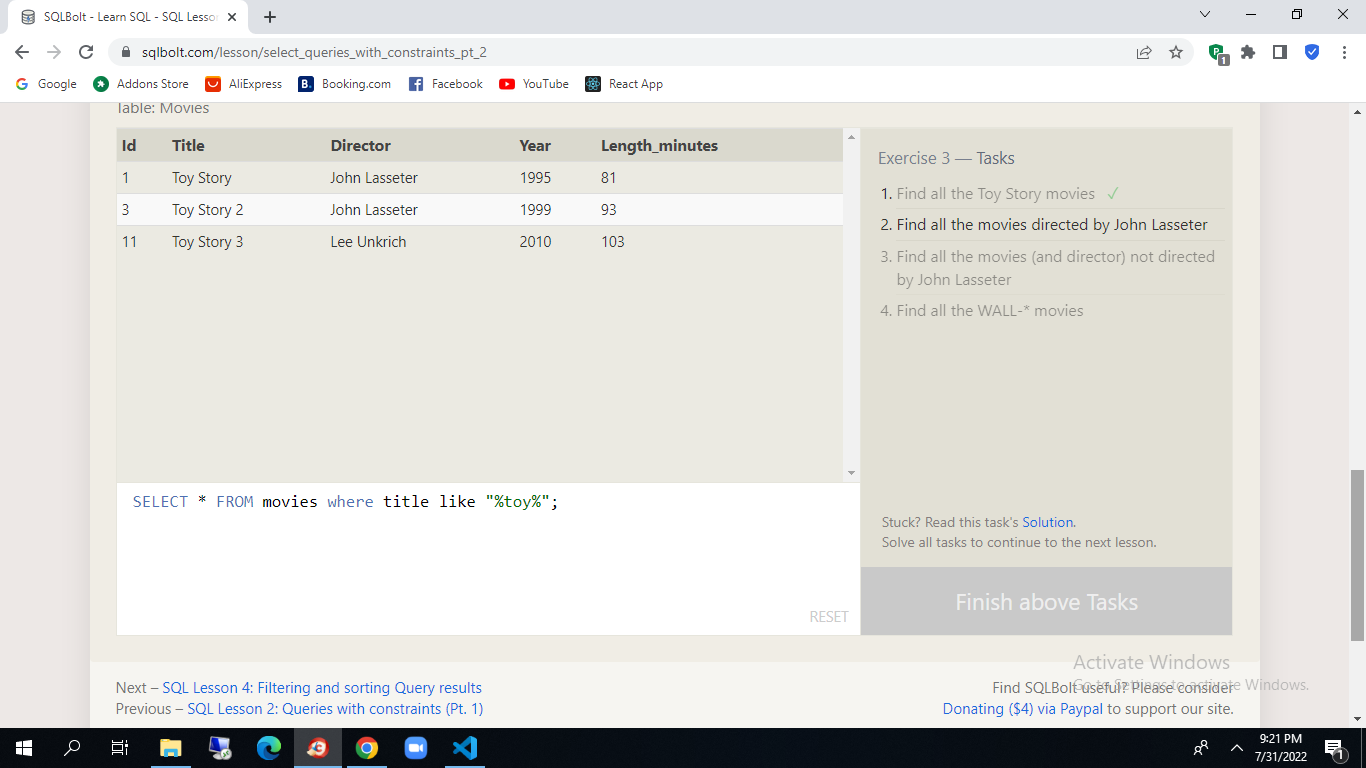 SQLBolt - Learn SQL - SQL Lesson
sqlbolt.com/lesson/select_queries_with_constraints_pt_2
1
Google Addons Store AliExpress Booking.com Facebook YouTube React App
Table: Movies
Id Title Director Year Length_minutes
1 Toy Story John Lasseter 1995 81
3 Toy Story 2 John Lasseter 1999 93
11 Toy Story 3 Lee Unkrich 2010 103
Exercise 3 — Tasks
1. Find all the Toy Story movies ✓
2. Find all the movies directed by John Lasseter
3. Find all the movies (and director) not directed
by John Lasseter
4. Find all the WALL-* movies
Stuck? Read this task's Solution.
Solve all tasks to continue to the next lesson.
Finish above Tasks
SELECT * FROM movies where title like "%toy%";
RESET
Next – SQL Lesson 4: Filtering and sorting Query results
Previous – SQL Lesson 2: Queries with constraints (Pt. 1)
Find SQLBolt useful? Please consider
Donating ($4) via Paypal to support our site.
Activate Windows
Go to Settings to activate Windows.
9:21 PM
7/31/2022
1